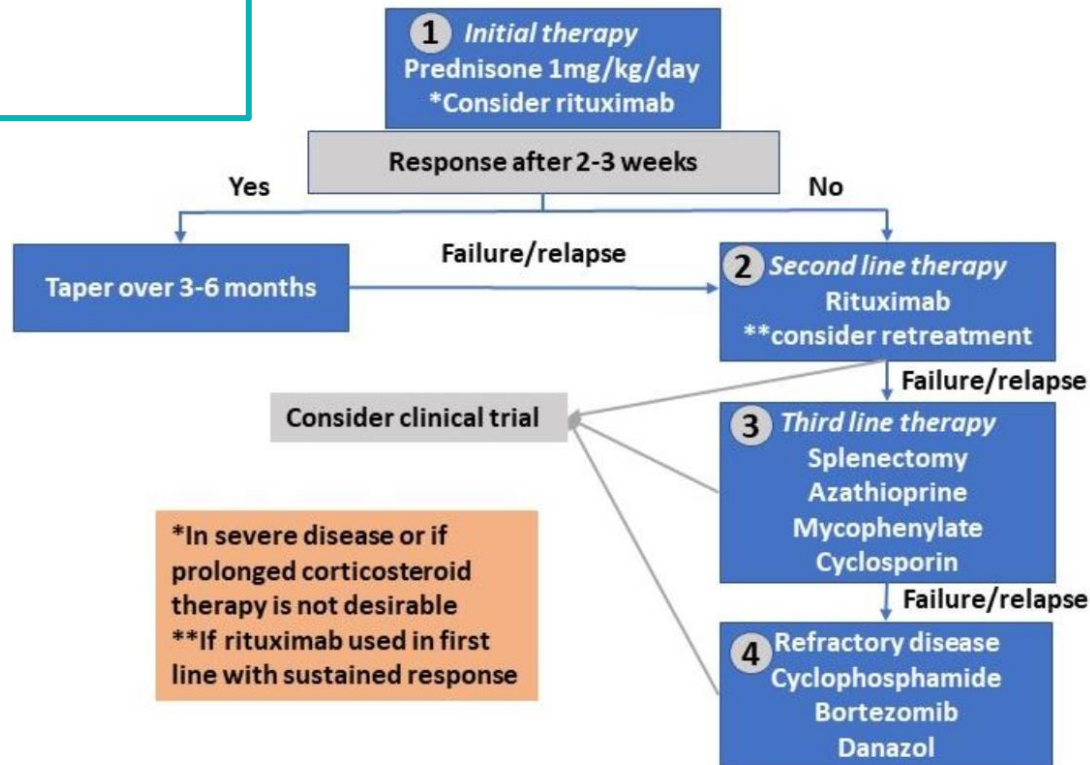 1 Initial therapy
Prednisone 1mg/kg/day
*Consider rituximab
Response after 2-3 weeks
Yes
No
Taper over 3-6 months
Failure/relapse
2 Second line therapy
Rituximab
**consider retreatment
Failure/relapse
Consider clinical trial
3 Third line therapy
Splenectomy
Azathioprine
Mycophenylate
Cyclosporin
*In severe disease or if
prolonged corticosteroid
therapy is not desirable
**If rituximab used in first
line with sustained response
Failure/relapse
4 Refractory disease
Cyclophosphamide
Bortezomib
Danazol